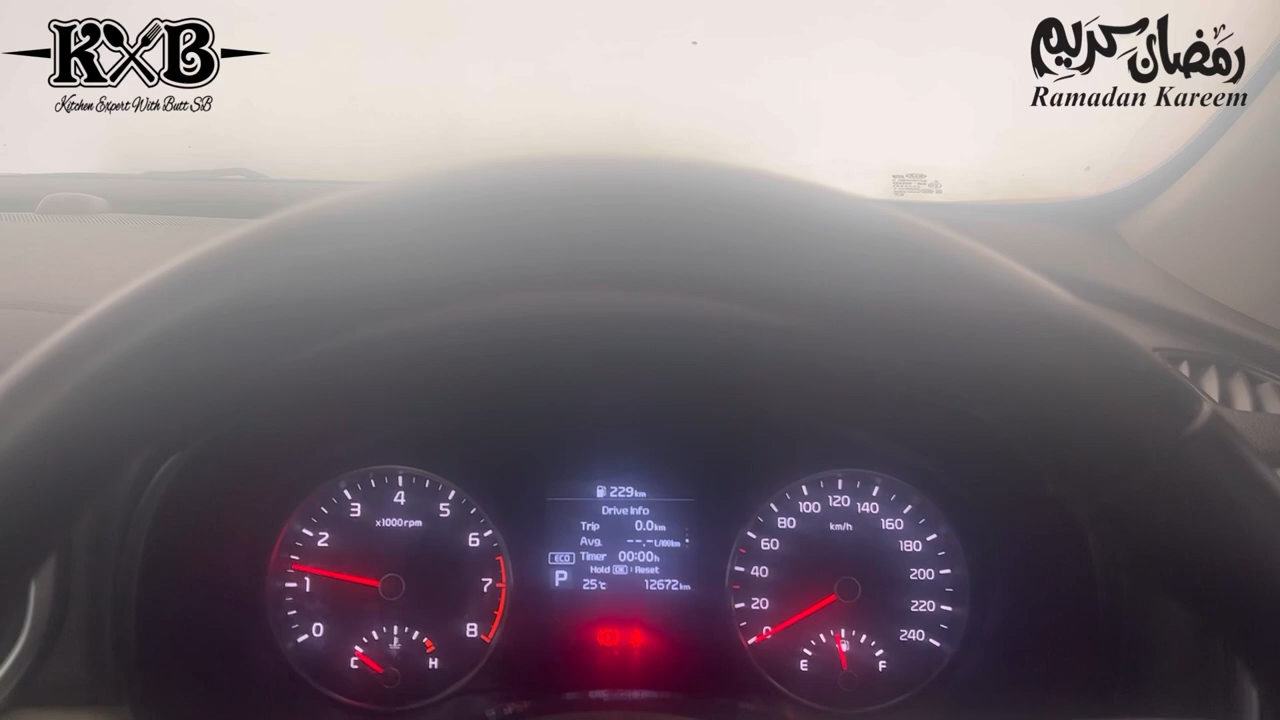 KB
Kitchen Expert With Butt SB
رمضان كريم
Ramadan Kareem
229km
Drive Info
Trip 0.0km
Avg. --.-L/100km
ECO Timer 00:00h
Hold OK : Reset
P 25℃ 12672km
0 1 2 3 4 5 6 7 8
x1000rpm
C H
0 20 40 60 80 100 120 140 160 180 200 220 240
km/h
E F